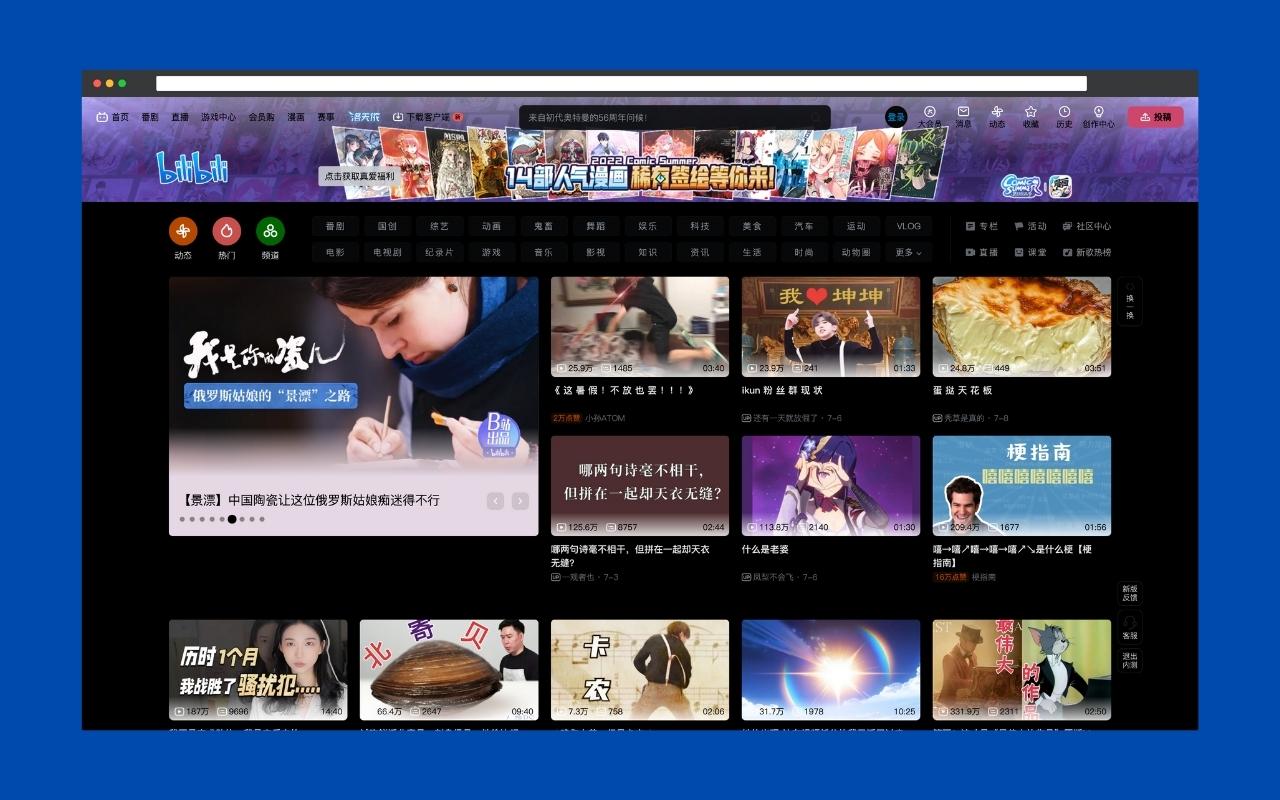 首页 番剧 直播 游戏中心 会员购 漫画 赛事 洛天依 下载客户端 新
来自初代奥特曼的56周年问候!
登录 大会员 消息 动态 收藏 历史 创作中心 投稿
bilibili
点击获取真爱福利
2022 Comic Summer
14部人气漫画 稀有签绘等你来!
动态 热门 频道
番剧 国创 综艺 动画 鬼畜 舞蹈 娱乐 科技 美食 汽车 运动 VLOG
电影 电视剧 纪录片 游戏 音乐 影视 知识 资讯 生活 时尚 动物圈 更多
专栏 活动 社区中心
直播 课堂 新歌热榜
我是你的瓷儿
俄罗斯姑娘的“景漂”之路
B站
出品
bilibili
【景漂】中国陶瓷让这位俄罗斯姑娘痴迷得不行
25.9万 1485 03:40
《这暑假!不放也罢!!!》
2万点赞 小孙ATOM
我❤坤坤
23.9万 241 01:33
ikun粉丝群现状
UP 还有一天就放假了 · 7-6
24.8万 449 03:51
蛋挞天花板
UP 秃草是真的 · 7-8
换一换
哪两句诗毫不相干,
但拼在一起却天衣无缝?
125.6万 8757 02:44
哪两句诗毫不相干，但拼在一起却天衣
无缝?
UP 一观者也 · 7-3
113.8万 2140 01:30
什么是老婆
UP 凤梨不会飞 · 7-6
梗指南
嘻嘻嘻嘻嘻嘻嘻
209.4万 1677 01:56
嘻→嘻↗嘻→嘻→嘻↗↘是什么梗【梗
指南】
16万点赞 梗指南
新版
反馈
客服
退出
内测
历时1个月
我战胜了骚扰犯.....
187万 9696 14:40
北寄贝
66.4万 2647 09:40
卡
农
7.3万 758 02:06
31.7万 1978 10:25
最伟大
的作品
331.9万 2311 02:50